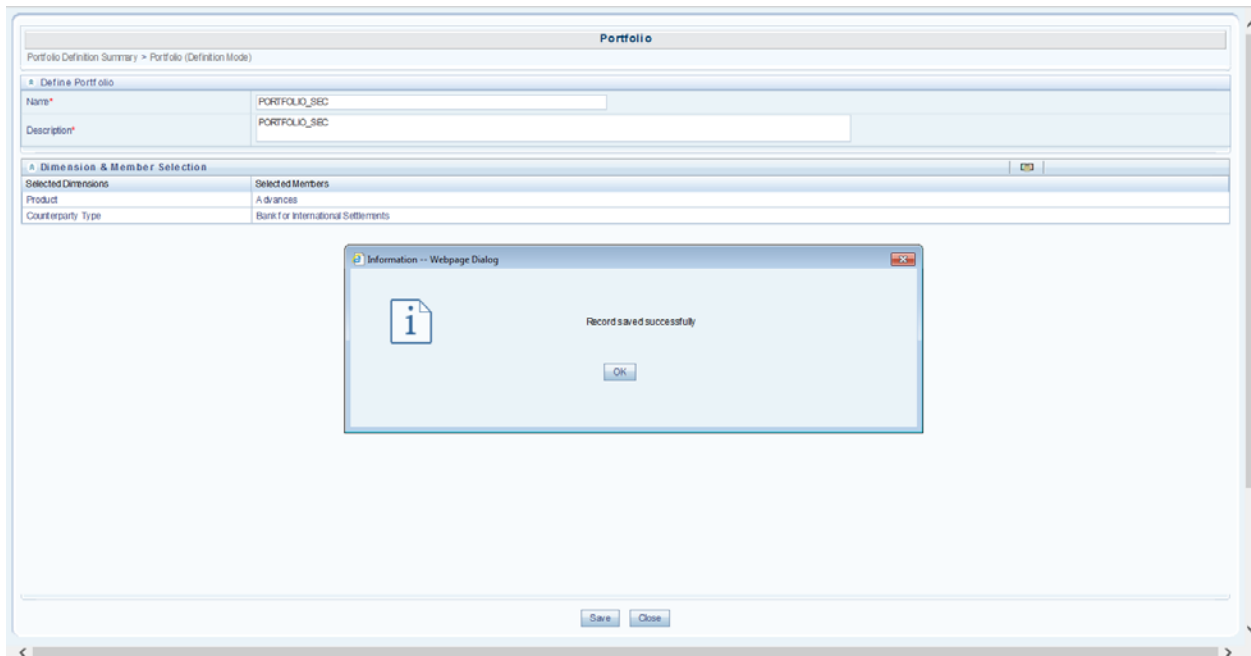 Portfolio
Portfolio Definition Summary > Portfolio (Definition Mode)
Define Portfolio
Name* PORTFOLIO_SEC
Description* PORTFOLIO_SEC
Dimension & Member Selection
Selected Dimensions Selected Members
Product Advances
Counterparty Type Bank for International Settlements
Information -- Webpage Dialog
Record saved successfully
OK
Save Close